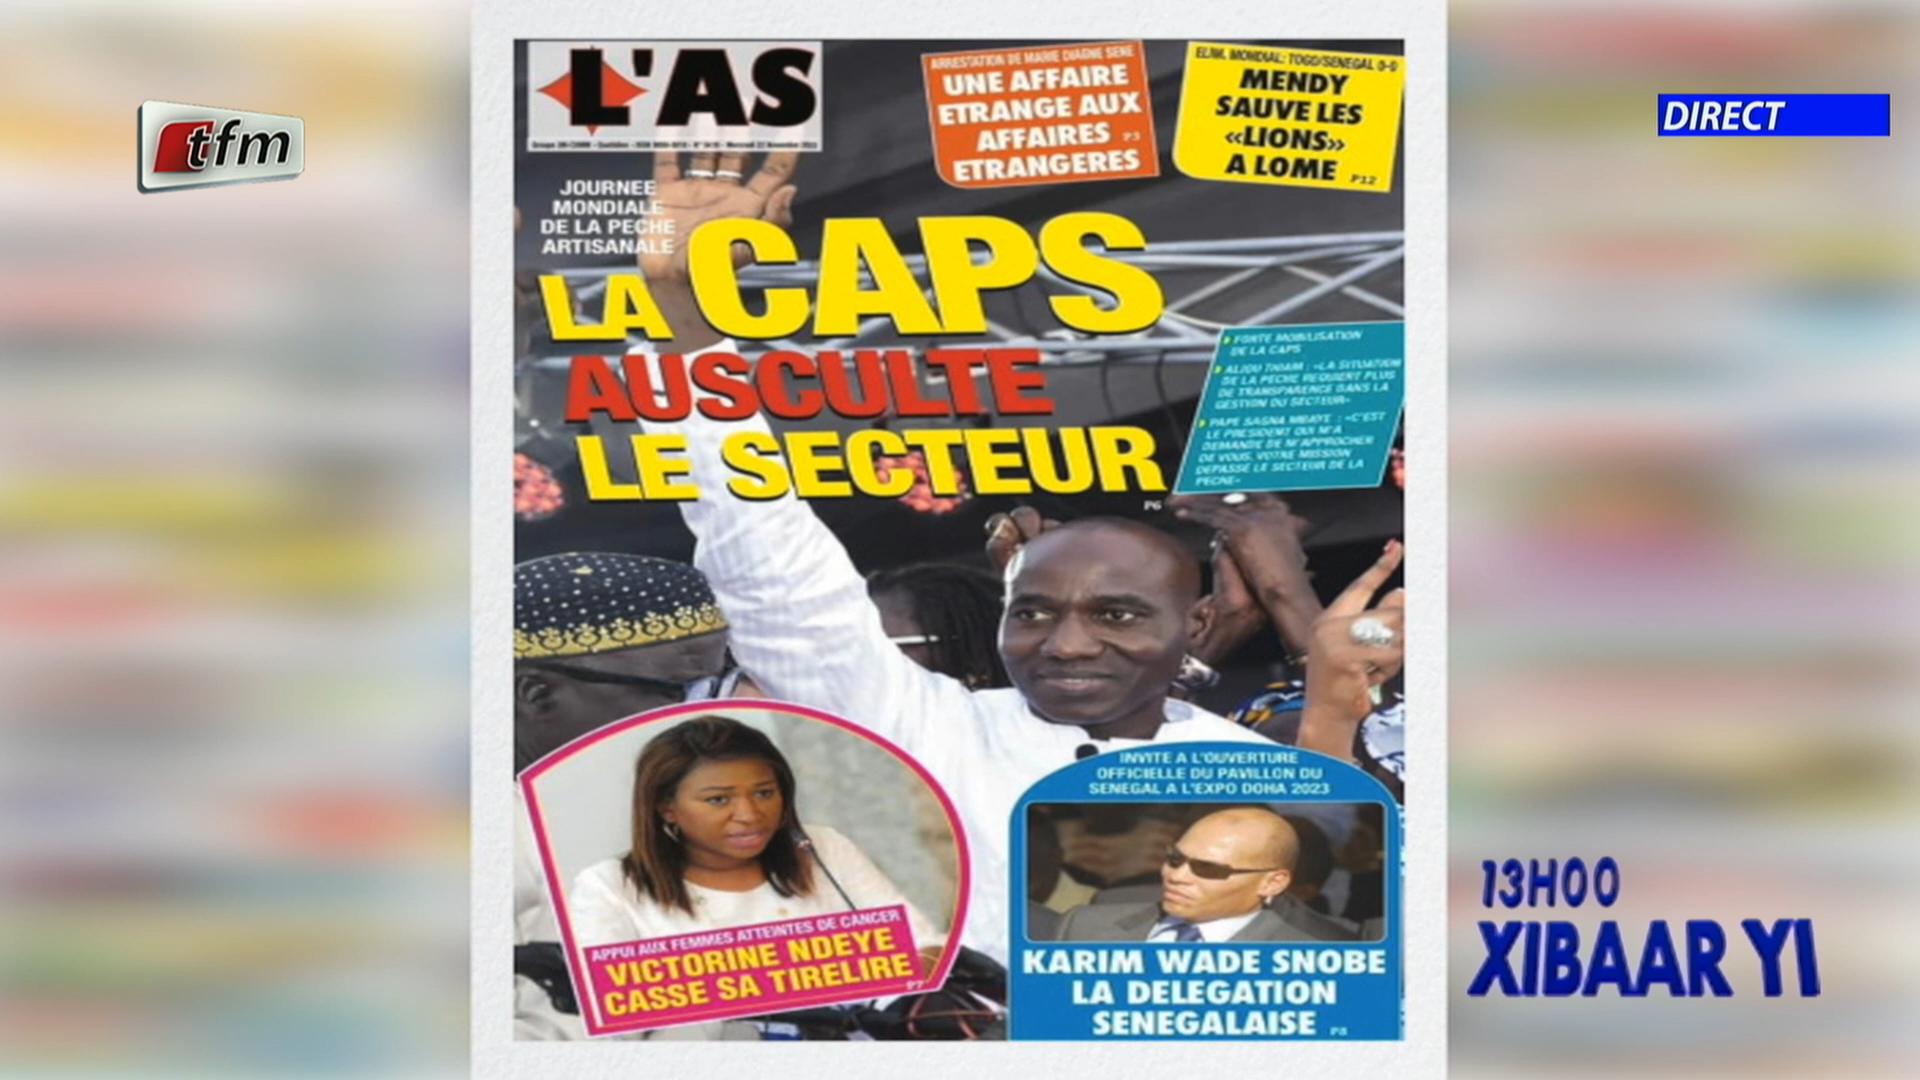 tfm
DIRECT
L'AS
ARRESTATION DE MARIE DIAGNE SENE
UNE AFFAIRE
ETRANGE AUX
AFFAIRES P3
ETRANGERES
ELIM. MONDIAL: TOGO/SENEGAL 0-0
MENDY
SAUVE LES
«LIONS»
A LOME P12
JOURNEE
MONDIALE
DE LA PECHE
ARTISANALE
LA CAPS
AUSCULTE
LE SECTEUR
P6
FORTE MOBILISATION
DE LA CAPS
ALIOU THIAM : «LA SITUATION
DE LA PECHE REQUIERT PLUS
DE TRANSPARENCE DANS LA
GESTION DU SECTEUR»
PAPE SAGNA MBAYE : «C'EST
LE PRESIDENT QUI M'A
DEMANDE DE M'APPROCHER
DE VOUS, VOTRE MISSION
DEPASSE LE SECTEUR DE LA
PECHE»
APPUI AUX FEMMES ATTEINTES DE CANCER
VICTORINE NDEYE
CASSE SA TIRELIRE
P7
INVITE A L'OUVERTURE
OFFICIELLE DU PAVILLON DU
SENEGAL A L'EXPO DOHA 2023
KARIM WADE SNOBE
LA DELEGATION
SENEGALAISE P8
13H00
XIBAAR YI